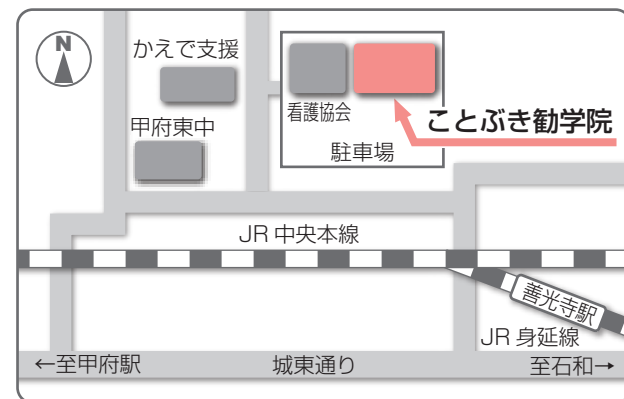 N
かえで支援
看護協会
ことぶき勧学院
甲府東中
駐車場
JR 中央本線
善光寺駅
JR 身延線
←至甲府駅
城東通り
至石和→